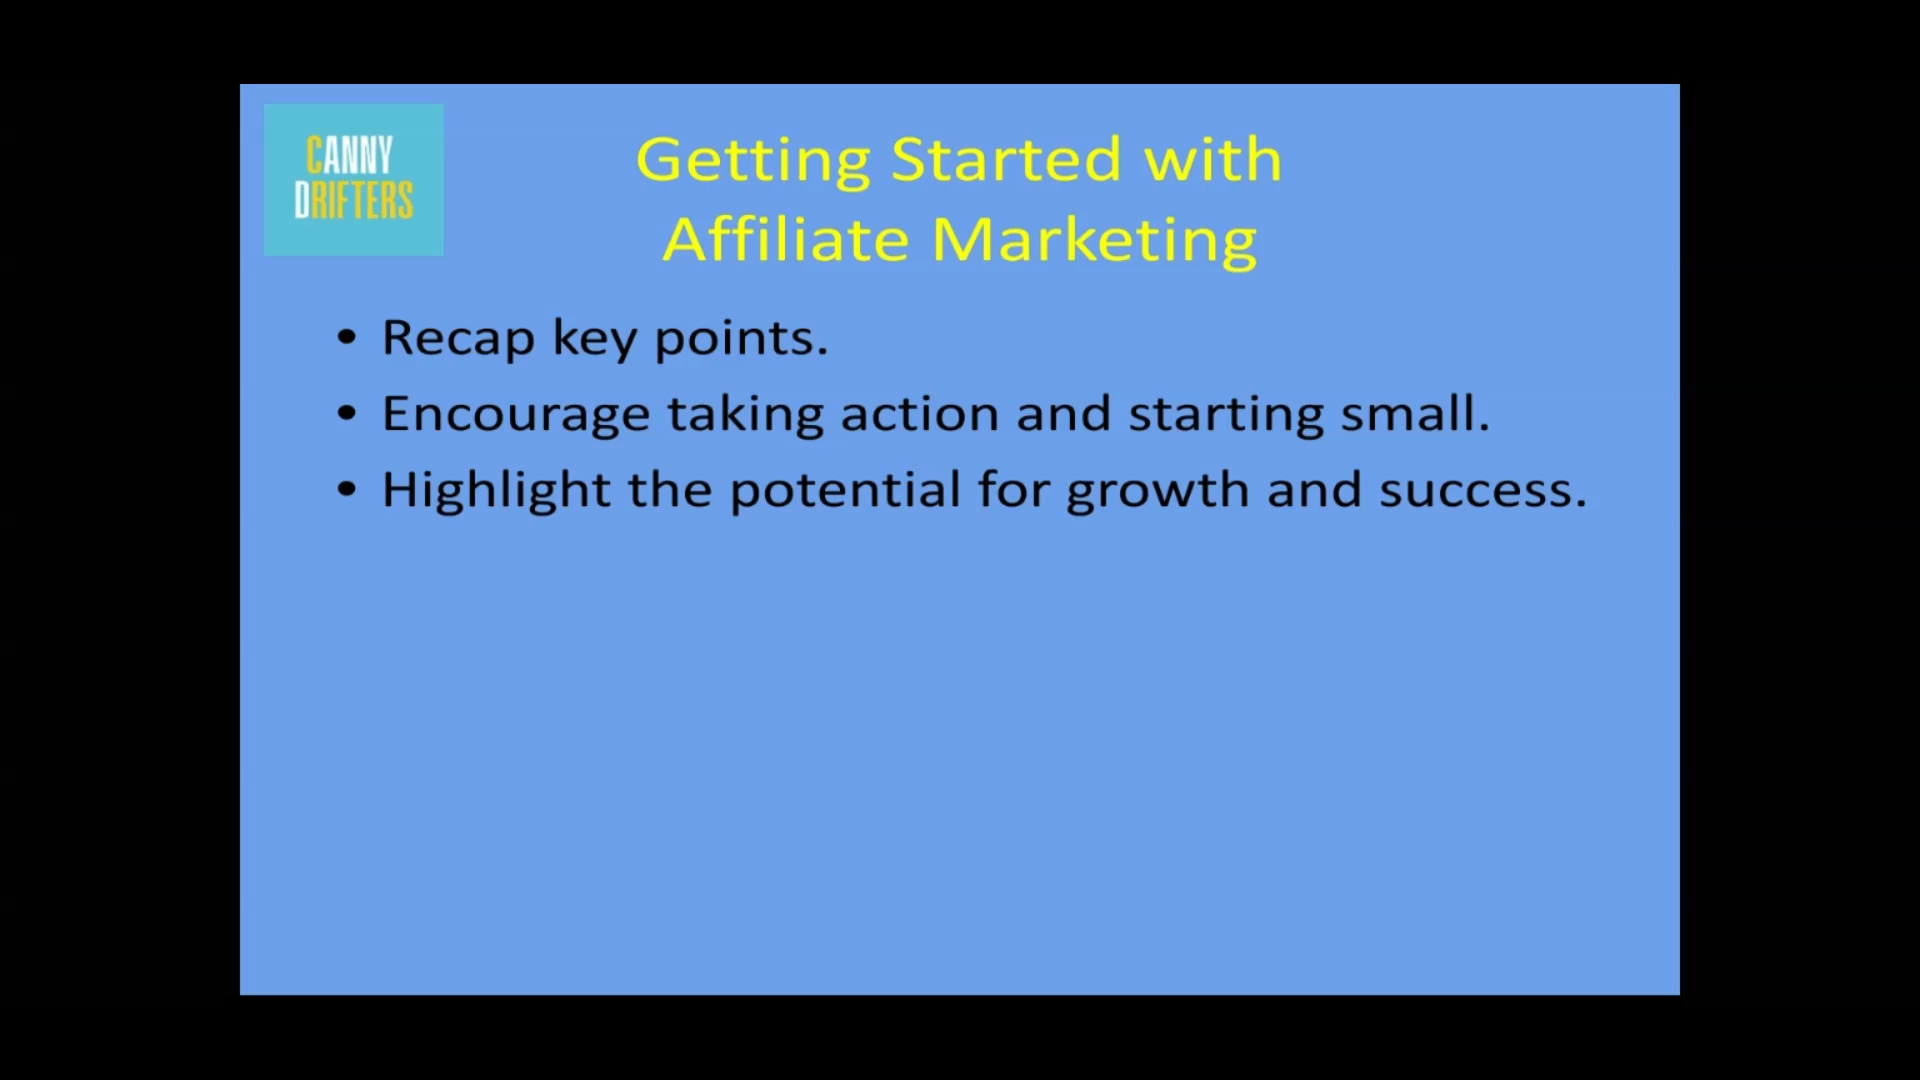 CANNY
DRIFTERS
Getting Started with
Affiliate Marketing
• Recap key points.
• Encourage taking action and starting small.
• Highlight the potential for growth and success.